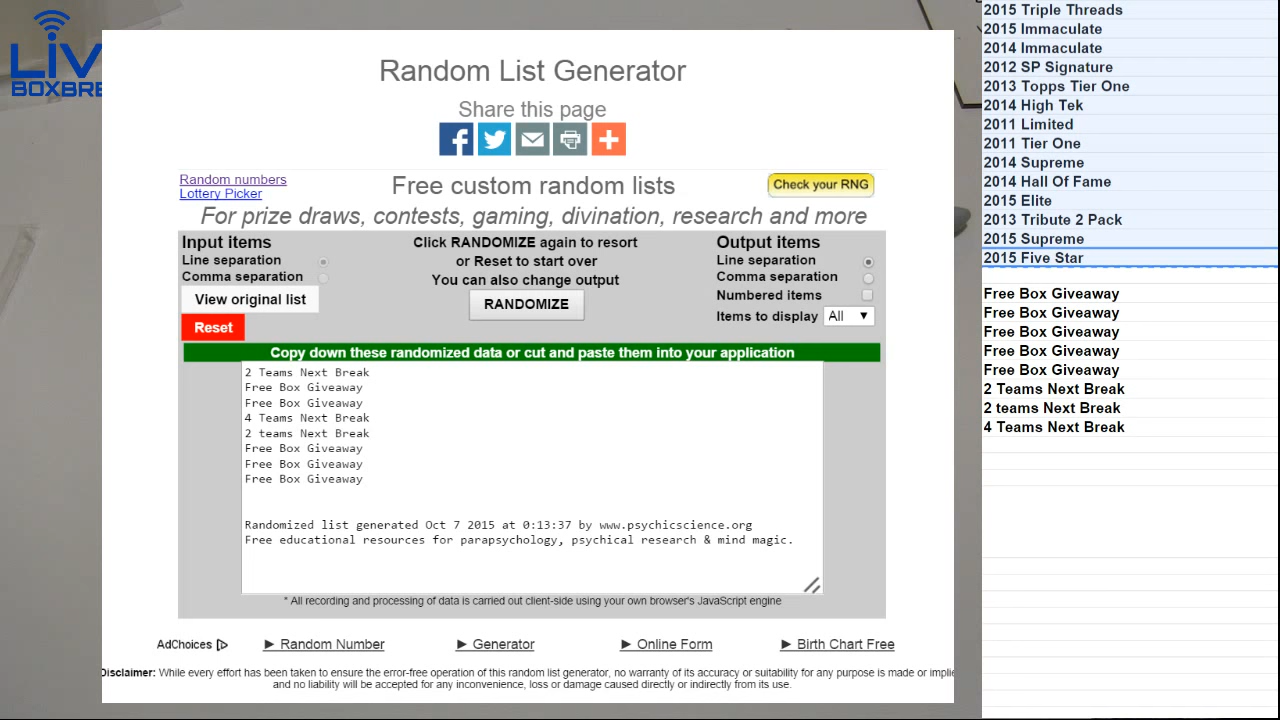 LIV
BOXBRE
Random List Generator
Share this page
Random numbers
Lottery Picker
Free custom random lists
Check your RNG
For prize draws, contests, gaming, divination, research and more
Input items
Line separation
Comma separation
View original list
Reset
Click RANDOMIZE again to resort
or Reset to start over
You can also change output
RANDOMIZE
Output items
Line separation
Comma separation
Numbered items
Items to display All
Copy down these randomized data or cut and paste them into your application
2 Teams Next Break
Free Box Giveaway
Free Box Giveaway
4 Teams Next Break
2 teams Next Break
Free Box Giveaway
Free Box Giveaway
Free Box Giveaway
Randomized list generated Oct 7 2015 at 0:13:37 by www.psychicscience.org
Free educational resources for parapsychology, psychical research & mind magic.
* All recording and processing of data is carried out client-side using your own browser's JavaScript engine
AdChoices
► Random Number
► Generator
► Online Form
► Birth Chart Free
Disclaimer: While every effort has been taken to ensure the error-free operation of this random list generator, no warranty of its accuracy or suitability for any purpose is made or implie
and no liability will be accepted for any inconvenience, loss or damage caused directly or indirectly from its use.
2015 Triple Threads
2015 Immaculate
2014 Immaculate
2012 SP Signature
2013 Topps Tier One
2014 High Tek
2011 Limited
2011 Tier One
2014 Supreme
2014 Hall Of Fame
2015 Elite
2013 Tribute 2 Pack
2015 Supreme
2015 Five Star
Free Box Giveaway
Free Box Giveaway
Free Box Giveaway
Free Box Giveaway
Free Box Giveaway
2 Teams Next Break
2 teams Next Break
4 Teams Next Break